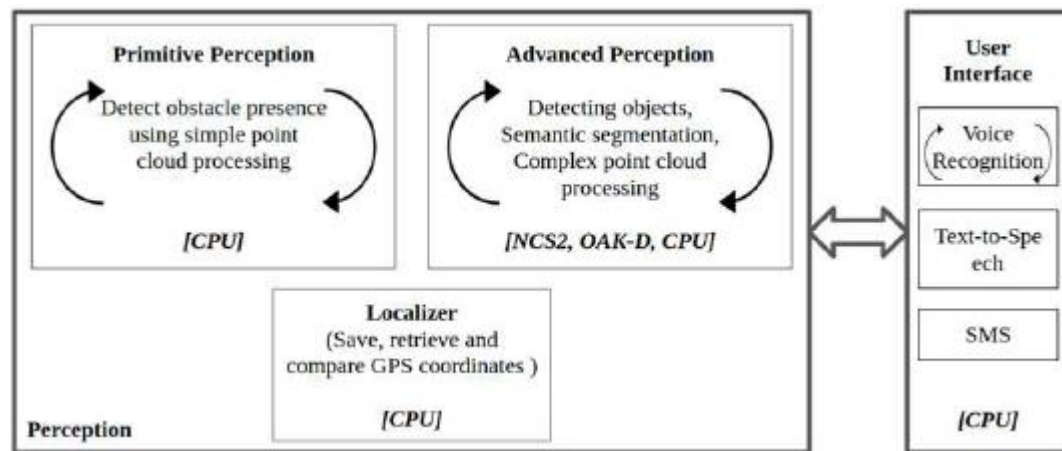 Primitive Perception
Detect obstacle presence
using simple point
cloud processing
[CPU]
Advanced Perception
Detecting objects,
Semantic segmentation,
Complex point cloud
processing
[NCS2, OAK-D, CPU]
Localizer
(Save, retrieve and
compare GPS coordinates )
[CPU]
Perception
User
Interface
Voice
Recognition
Text-to-Spe
ech
SMS
[CPU]